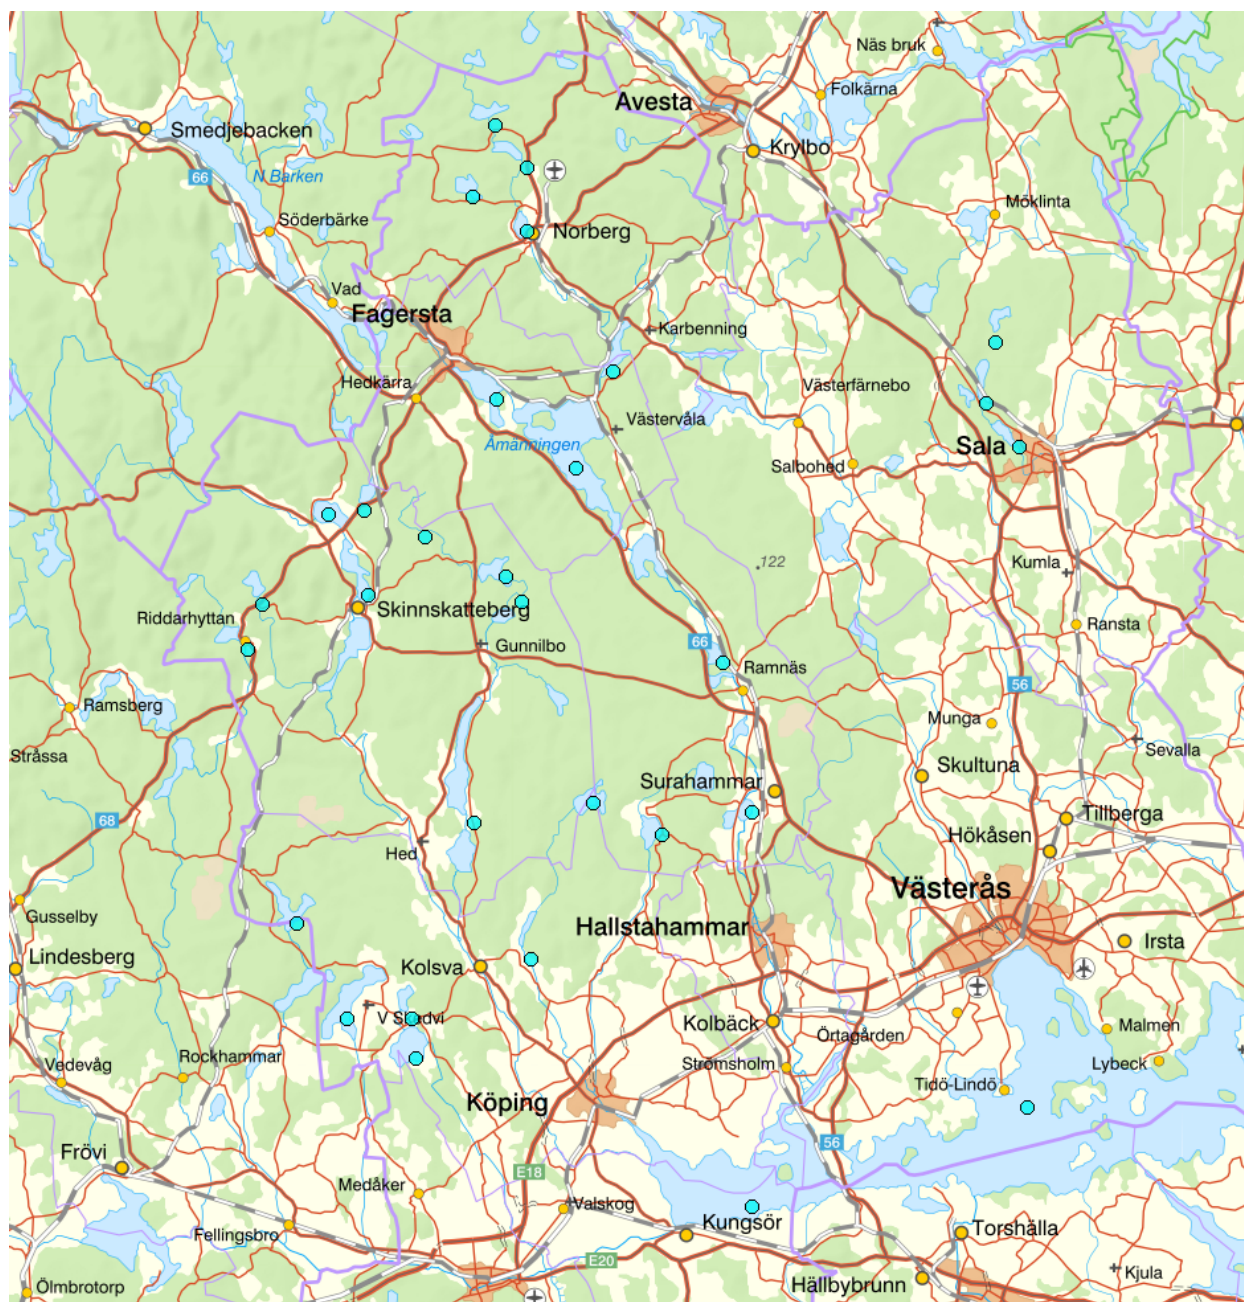 Näs bruk
Avesta
Folkärna
Smedjebacken
Krylbo
66
N Barken
Möklinta
Söderbärke
Norberg
Vad
Fagersta
Karbenning
Hedkärra
Västerfärnebo
Västervåla
Åmänningen
Sala
Salbohed
122
Kumla
Skinnskatteberg
Riddarhyttan
Ransta
Gunnilbo
66
Ramnäs
56
Ramsberg
Munga
Stråssa
Sevalla
Skultuna
Surahammar
68
Tillberga
Hökåsen
Hed
Västerås
Gusselby
Hallstahammar
Irsta
Lindesberg
Kolsva
V Skedvi
Kolbäck
Örtagården
Malmen
Rockhammar
Strömsholm
Lybeck
Vedevåg
Tidö-Lindö
Köping
56
Frövi
E18
Medåker
Valskog
Kungsör
Fellingsbro
Torshälla
E20
Kjula
Ölmbrotorp
Hällbybrunn